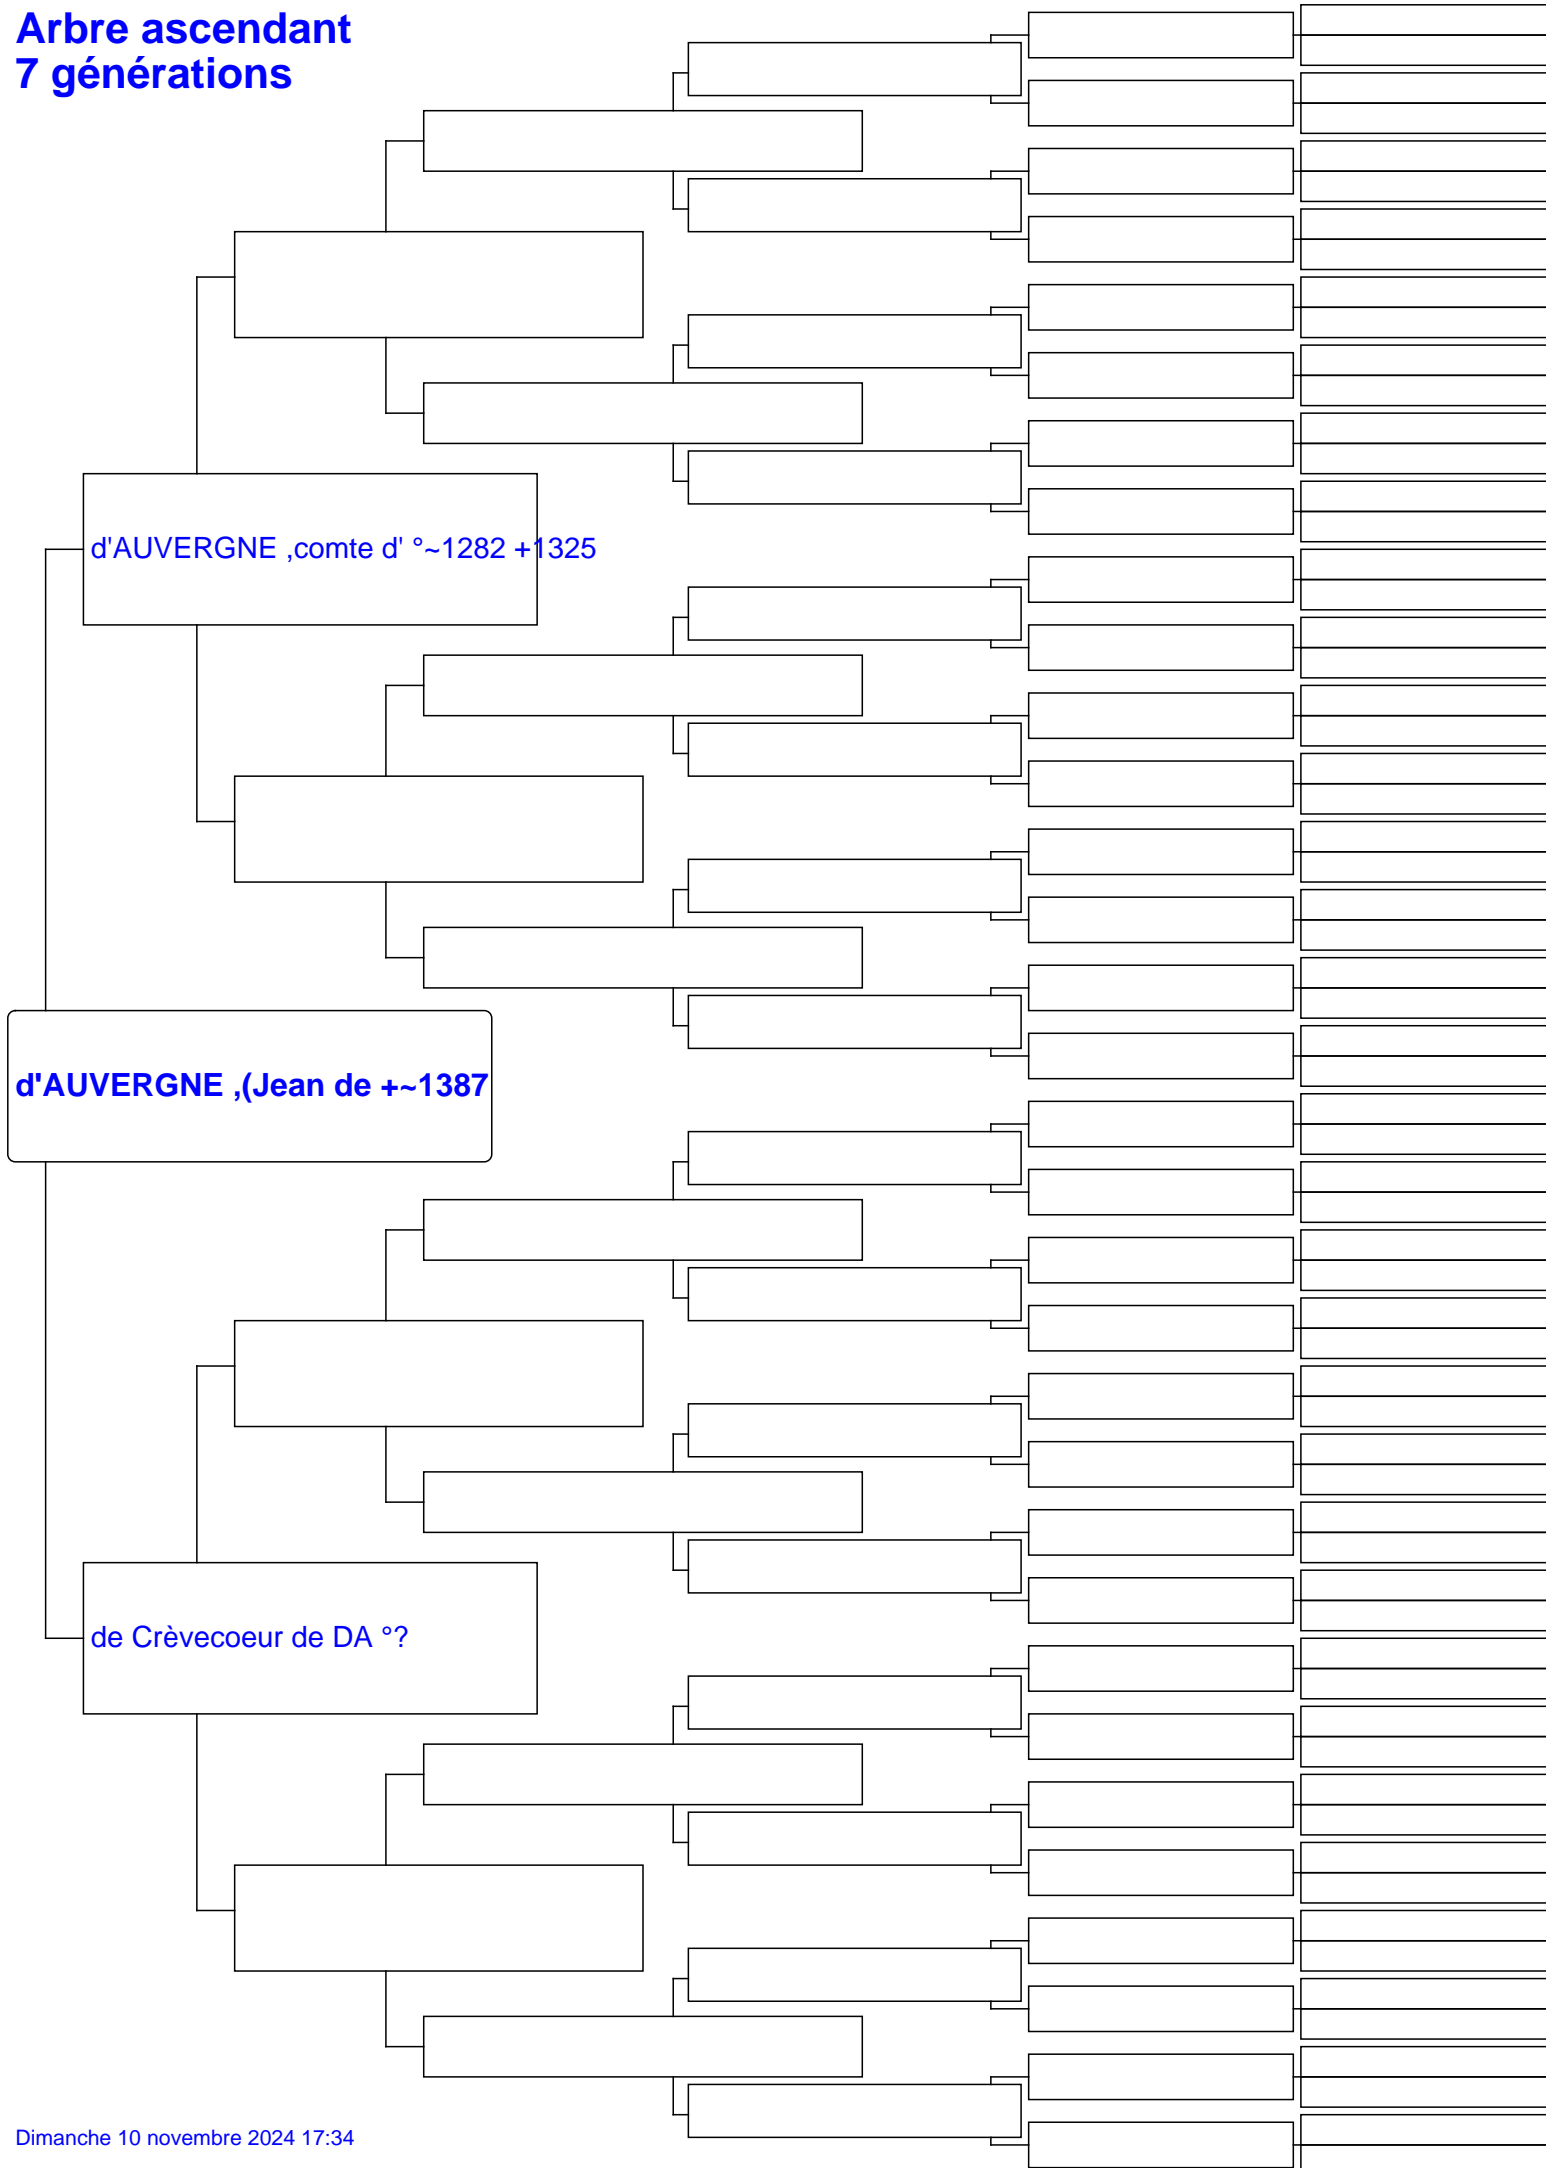 Arbre ascendant
7 générations
d'AUVERGNE ,comte d' °~1282 +1325
d'AUVERGNE ,(Jean de +~1387
de Crèvecoeur de DA °?
Dimanche 10 novembre 2024 17:34